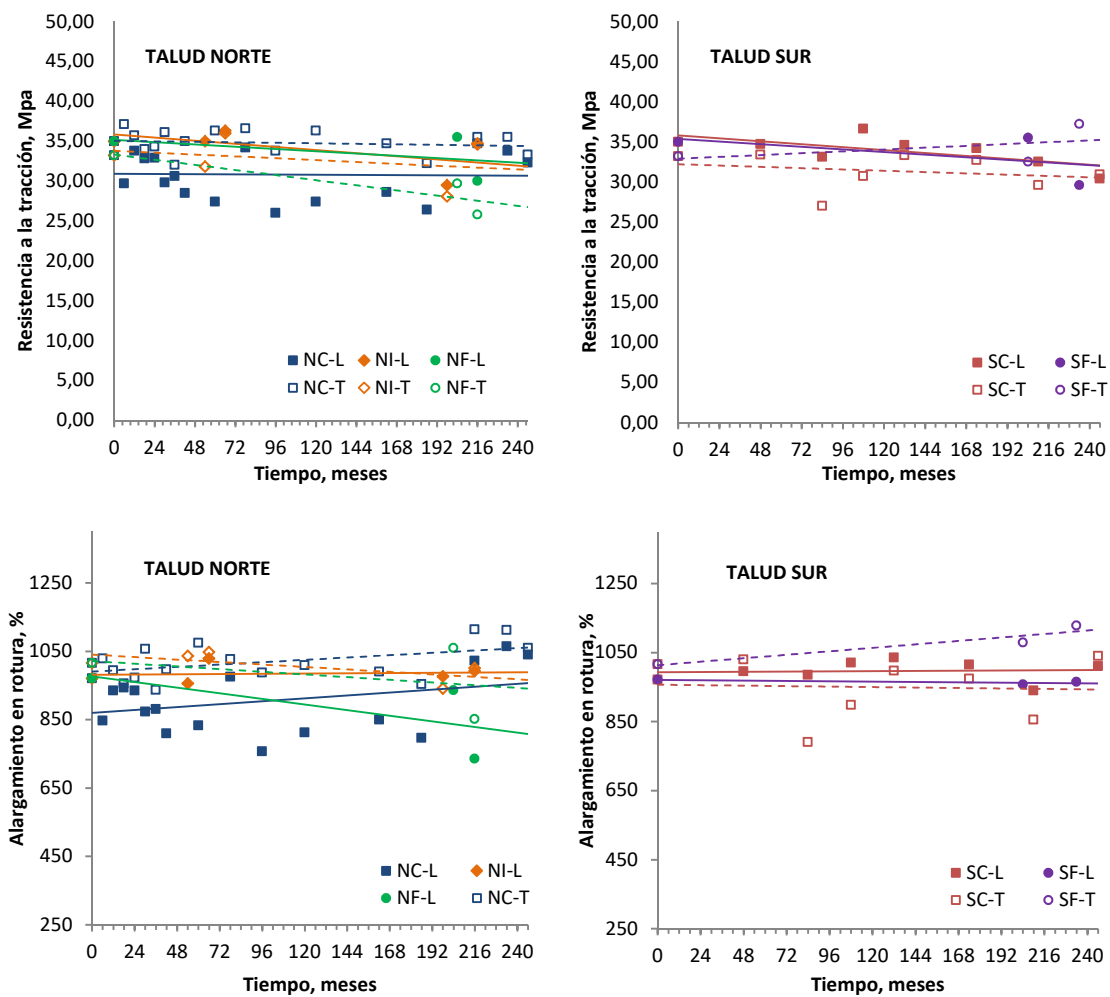 TALUD NORTE
50,00
45,00
40,00
35,00
30,00
25,00
20,00
15,00
10,00
5,00
0,00
Resistencia a la tracción, Mpa
NC-L NI-L NF-L
NC-T NI-T NF-T
0 24 48 72 96 120 144 168 192 216 240
Tiempo, meses
TALUD SUR
50,00
45,00
40,00
35,00
30,00
25,00
20,00
15,00
10,00
5,00
0,00
Resistencia a la tracción, Mpa
SC-L SF-L
SC-T SF-T
0 24 48 72 96 120 144 168 192 216 240
Tiempo, meses
TALUD NORTE
1250
1050
850
650
450
250
Alargamiento en rotura, %
NC-L NI-L
NF-L NC-T
0 24 48 72 96 120 144 168 192 216 240
Tiempo, meses
TALUD SUR
1250
1050
850
650
450
250
Alargamiento en rotura, %
SC-L SF-L
SC-T SF-T
0 24 48 72 96 120 144 168 192 216 240
Tiempo, meses